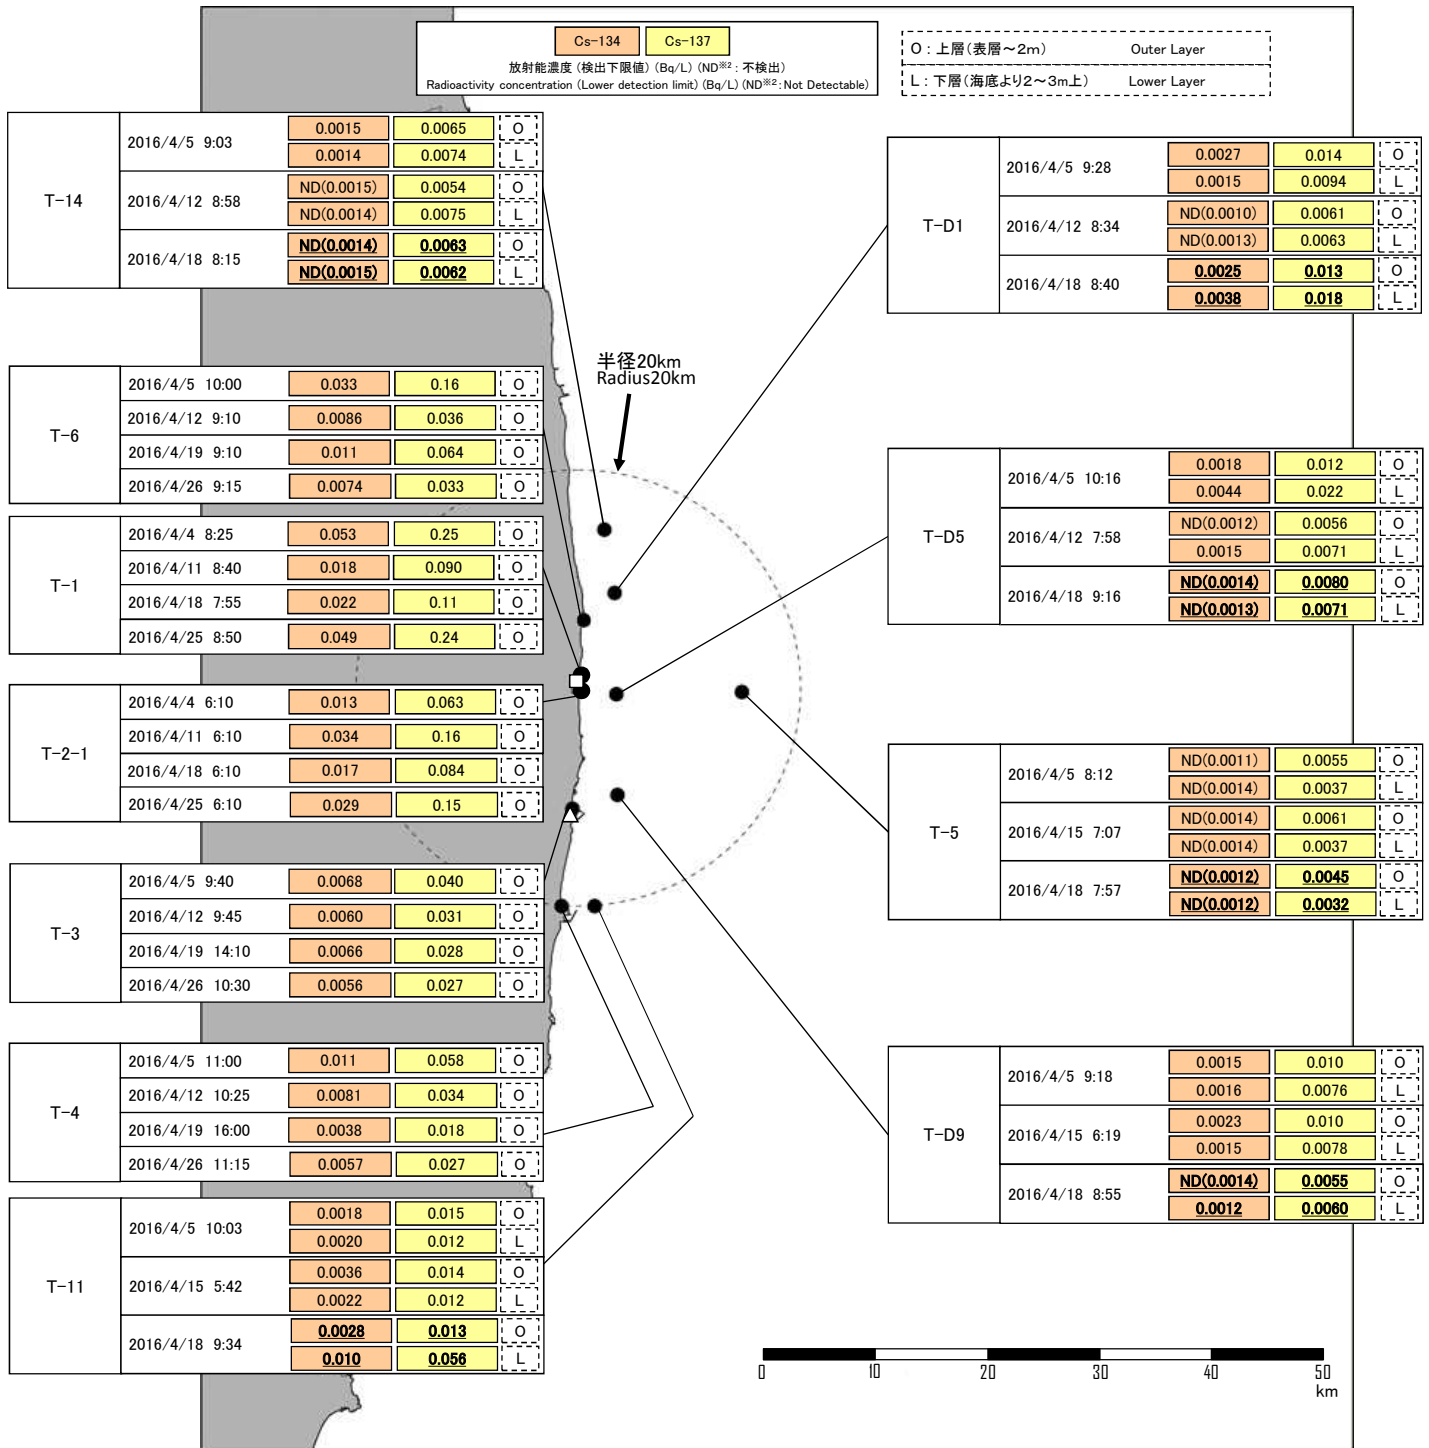 Cs-134 Cs-137
放射能濃度 (検出下限値) (Bq/L) (ND※2 : 不検出)
Radioactivity concentration (Lower detection limit) (Bq/L) (ND※2 : Not Detectable)
O : 上層(表層～2m) Outer Layer
L : 下層(海底より2～3m上) Lower Layer
T-14
2016/4/5 9:03
0.0015 0.0065 O
0.0014 0.0074 L
2016/4/12 8:58
ND(0.0015) 0.0054 O
ND(0.0014) 0.0075 L
2016/4/18 8:15
ND(0.0014) 0.0063 O
ND(0.0015) 0.0062 L
T-D1
2016/4/5 9:28
0.0027 0.014 O
0.0015 0.0094 L
2016/4/12 8:34
ND(0.0010) 0.0061 O
ND(0.0013) 0.0063 L
2016/4/18 8:40
0.0025 0.013 O
0.0038 0.018 L
半径20km
Radius20km
T-6
2016/4/5 10:00 0.033 0.16 O
2016/4/12 9:10 0.0086 0.036 O
2016/4/19 9:10 0.011 0.064 O
2016/4/26 9:15 0.0074 0.033 O
T-D5
2016/4/5 10:16
0.0018 0.012 O
0.0044 0.022 L
2016/4/12 7:58
ND(0.0012) 0.0056 O
0.0015 0.0071 L
2016/4/18 9:16
ND(0.0014) 0.0080 O
ND(0.0013) 0.0071 L
T-1
2016/4/4 8:25 0.053 0.25 O
2016/4/11 8:40 0.018 0.090 O
2016/4/18 7:55 0.022 0.11 O
2016/4/25 8:50 0.049 0.24 O
T-2-1
2016/4/4 6:10 0.013 0.063 O
2016/4/11 6:10 0.034 0.16 O
2016/4/18 6:10 0.017 0.084 O
2016/4/25 6:10 0.029 0.15 O
T-5
2016/4/5 8:12
ND(0.0011) 0.0055 O
ND(0.0014) 0.0037 L
2016/4/15 7:07
ND(0.0014) 0.0061 O
ND(0.0014) 0.0037 L
2016/4/18 7:57
ND(0.0012) 0.0045 O
ND(0.0012) 0.0032 L
T-3
2016/4/5 9:40 0.0068 0.040 O
2016/4/12 9:45 0.0060 0.031 O
2016/4/19 14:10 0.0066 0.028 O
2016/4/26 10:30 0.0056 0.027 O
T-4
2016/4/5 11:00 0.011 0.058 O
2016/4/12 10:25 0.0081 0.034 O
2016/4/19 16:00 0.0038 0.018 O
2016/4/26 11:15 0.0057 0.027 O
T-D9
2016/4/5 9:18
0.0015 0.010 O
0.0016 0.0076 L
2016/4/15 6:19
0.0023 0.010 O
0.0015 0.0078 L
2016/4/18 8:55
ND(0.0014) 0.0055 O
0.0012 0.0060 L
T-11
2016/4/5 10:03
0.0018 0.015 O
0.0020 0.012 L
2016/4/15 5:42
0.0036 0.014 O
0.0022 0.012 L
2016/4/18 9:34
0.0028 0.013 O
0.010 0.056 L
0 10 20 30 40 50
km